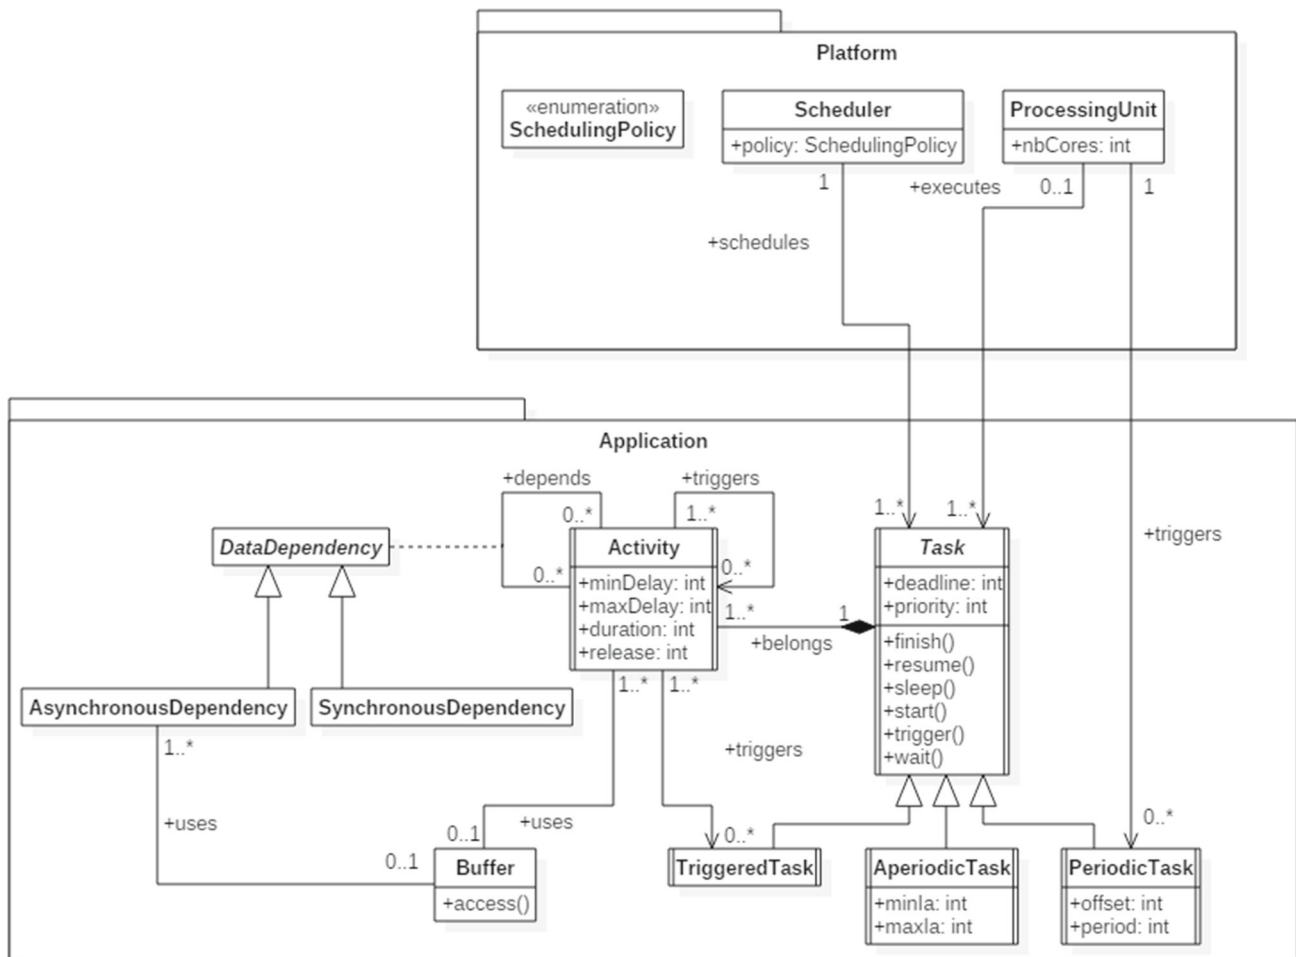 Platform
«enumeration»
SchedulingPolicy
Scheduler
+policy: SchedulingPolicy
ProcessingUnit
+nbCores: int
1
+executes
0..1
1
+schedules
Application
+depends
+triggers
0..*
1..*
1..*
1..*
+triggers
DataDependency
Activity
Task
0..*
0..*
+minDelay: int
+maxDelay: int
+duration: int
+release: int
1..*
1
+belongs
+deadline: int
+priority: int
+finish()
+resume()
+sleep()
+start()
+trigger()
+wait()
1..*
1..*
AsynchronousDependency
SynchronousDependency
1..*
+triggers
+uses
0..1
+uses
0..1
0..*
0..*
Buffer
+access()
TriggeredTask
AperiodicTask
+minIa: int
+maxIa: int
PeriodicTask
+offset: int
+period: int